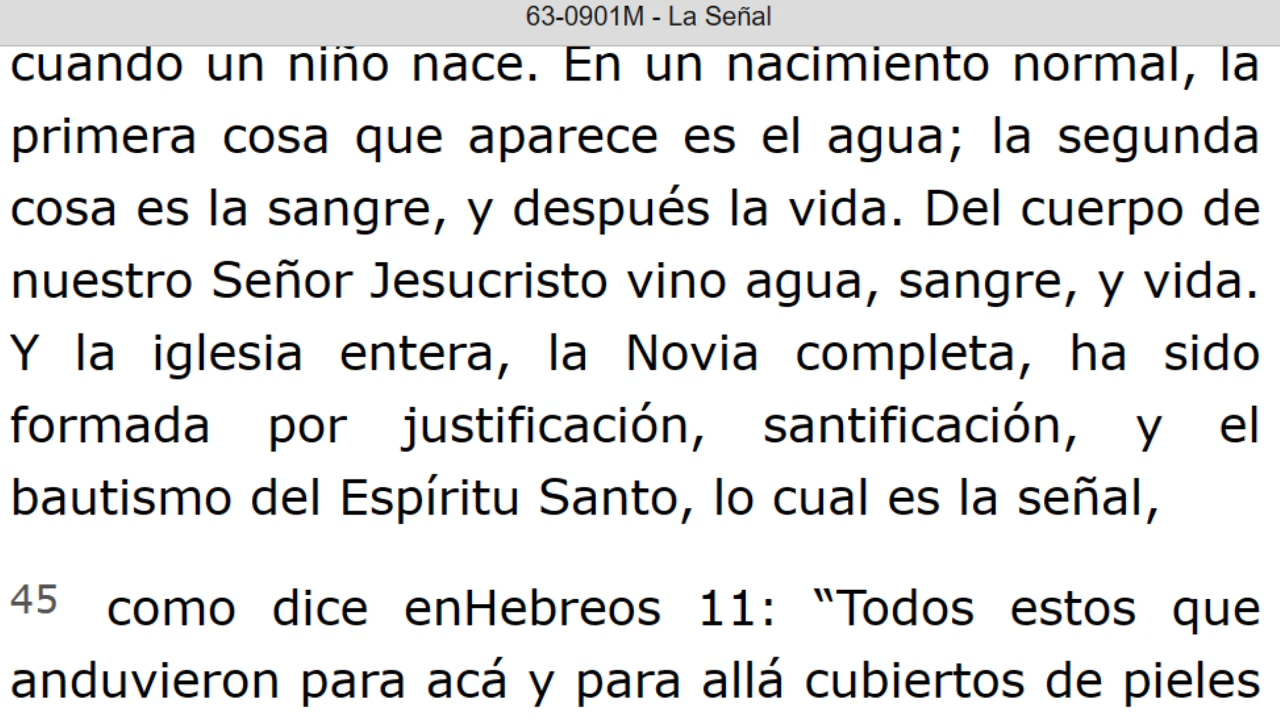 63-0901M - La Señal
cuando un niño nace. En un nacimiento normal, la
primera cosa que aparece es el agua; la segunda
cosa es la sangre, y después la vida. Del cuerpo de
nuestro Señor Jesucristo vino agua, sangre, y vida.
Y la iglesia entera, la Novia completa, ha sido
formada por justificación, santificación, y el
bautismo del Espíritu Santo, lo cual es la señal,
45 como dice enHebreos 11: “Todos estos que
anduvieron para acá y para allá cubiertos de pieles